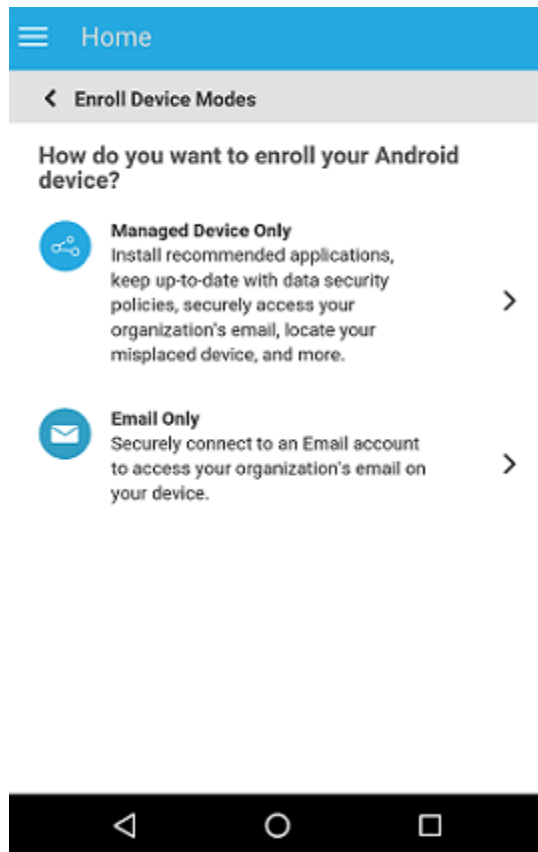 Home
Enroll Device Modes
How do you want to enroll your Android
device?
Managed Device Only
Install recommended applications,
keep up-to-date with data security
policies, securely access your
organization's email, locate your
misplaced device, and more.
Email Only
Securely connect to an Email account
to access your organization's email on
your device.